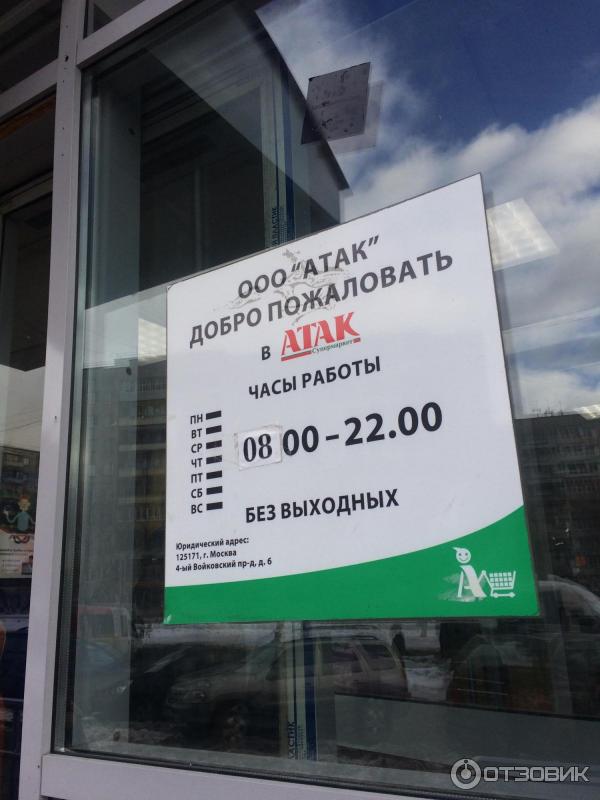 ООО "АТАК"
ДОБРО ПОЖАЛОВАТЬ
В АТАК
Супермаркет
ЧАСЫ РАБОТЫ
ПН
ВТ
СР
ЧТ
ПТ
СБ
ВС
08.00–22.00
БЕЗ ВЫХОДНЫХ
Юридический адрес:
125171, г. Москва
4-ый Войковский пр-д, д. 6
А
ОТЗОВИК